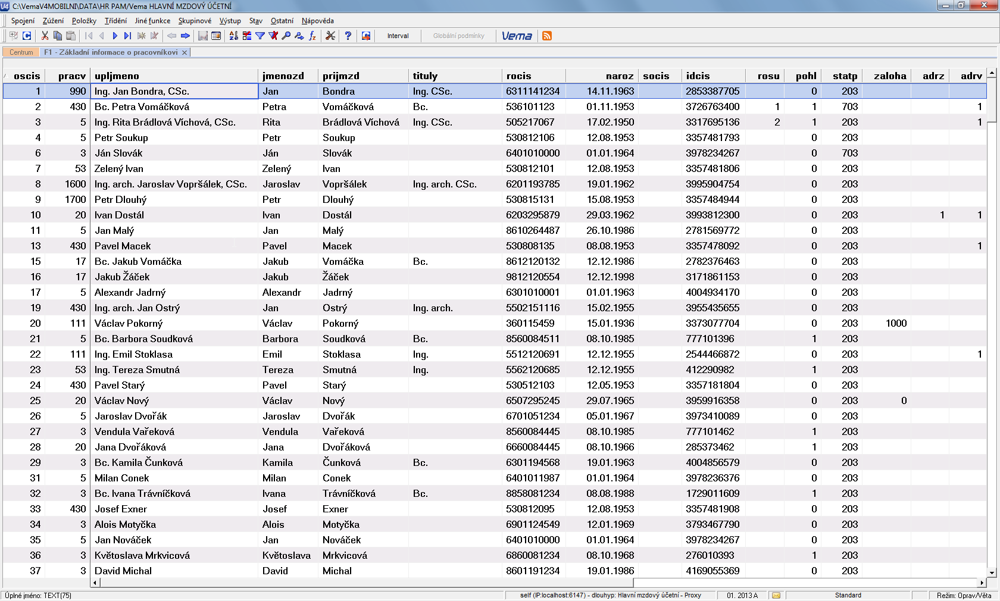 V4 C:\VemaV4MOBILNI\DATA\HR PAM/Vema HLAVNÍ MZDOVÝ ÚČETNÍ
Spojení Zúžení Položky Třídění Jiné funkce Skupinové Výstup Stav Ostatní Nápověda
Interval Globální podmínky Vema
Centrum F1 - Základní informace o pracovníkovi
oscis pracv upljmeno jmenozd prijmzd tituly rocis naroz socis idcis rosu pohl statp zaloha adrz adrv
1 990 Ing. Jan Bondra, CSc. Jan Bondra Ing. CSc. 6311141234 14.11.1963 2853387705 0 203
2 430 Bc. Petra Vomáčková Petra Vomáčková Bc. 536101123 01.11.1953 3726763400 1 1 703 1
3 5 Ing. Rita Brádlová Víchová, CSc. Rita Brádlová Víchová Ing. CSc. 505217067 17.02.1950 3317695136 2 1 203 1
4 5 Petr Soukup Petr Soukup 530812106 12.08.1953 3357481793 0 203
6 3 Ján Slovák Ján Slovák 6401010000 01.01.1964 3978234267 0 703
7 53 Zelený Ivan Zelený Ivan 530812101 12.08.1953 3357481806 0 203
8 1600 Ing. arch. Jaroslav Vopršálek, CSc. Jaroslav Vopršálek Ing. arch. CSc. 6201193785 19.01.1962 3995904754 0 203
9 1700 Petr Dlouhý Petr Dlouhý 530815131 15.08.1953 3357484944 0 203
10 20 Ivan Dostál Ivan Dostál 6203295879 29.03.1962 3993812300 0 203 1 1
11 5 Jan Malý Jan Malý 8610264487 26.10.1986 2781569772 0 203
13 430 Pavel Macek Pavel Macek 530808135 08.08.1953 3357478092 0 203 1
15 17 Bc. Jakub Vomáčka Jakub Vomáčka Bc. 8612120132 12.12.1986 2782376463 0 203
16 17 Jakub Žáček Jakub Žáček 9812120554 12.12.1998 3171861153 0 203
17 5 Alexandr Jadrný Alexandr Jadrný 6301010001 01.01.1963 4004934170 0 203
19 430 Ing. arch. Jan Ostrý Jan Ostrý Ing. arch. 5502151116 15.02.1955 3955435655 0 203
20 111 Václav Pokorný Václav Pokorný 360115459 15.01.1936 3373077704 0 203 1000
21 5 Bc. Barbora Soudková Barbora Soudková Bc. 8560084511 08.10.1985 777101396 1 203
22 111 Ing. Emil Stoklasa Emil Stoklasa Ing. 5512120691 12.12.1955 2544466872 0 203 1
23 53 Ing. Tereza Smutná Tereza Smutná Ing. 5562120685 12.12.1955 412290982 1 203
24 430 Pavel Starý Pavel Starý 530512103 12.05.1953 3357181804 0 203
25 20 Václav Nový Václav Nový 6507295245 29.07.1965 3959916358 0 203 0
26 5 Jaroslav Dvořák Jaroslav Dvořák 6701051234 05.01.1967 3973410089 0 203
27 3 Vendula Vařeková Vendula Vařeková 8560084445 08.10.1985 777101462 1 203
28 20 Jana Dvořáková Jana Dvořáková 6660084445 08.10.1966 285373462 1 203
29 3 Bc. Kamila Čunková Kamila Čunková Bc. 6301194568 19.01.1963 4004856579 0 203
31 5 Milan Conek Milan Conek 6401011987 01.01.1964 3978236376 0 203
32 3 Bc. Ivana Trávníčková Ivana Trávníčková Bc. 8858081234 08.08.1988 1729011609 1 203
33 430 Josef Exner Josef Exner 530812095 12.08.1953 3357481908 0 203
34 3 Alois Motyčka Alois Motyčka 6901124549 12.01.1969 3793467790 0 203
35 5 Jan Nováček Jan Nováček 6401010000 01.01.1964 3978234267 0 203
36 3 Květoslava Mrkvicová Květoslava Mrkvicová 6860081234 08.10.1968 276010393 1 203
37 3 David Michal David Michal 8601191234 19.01.1986 4169055369 0 203
Úplné jméno: TEXT(75) self (IP:localhost:6147) - dlouhyp: Hlavní mzdový účetní - Proxy 01. 2013 A Standard Režim: Oprav/Věta